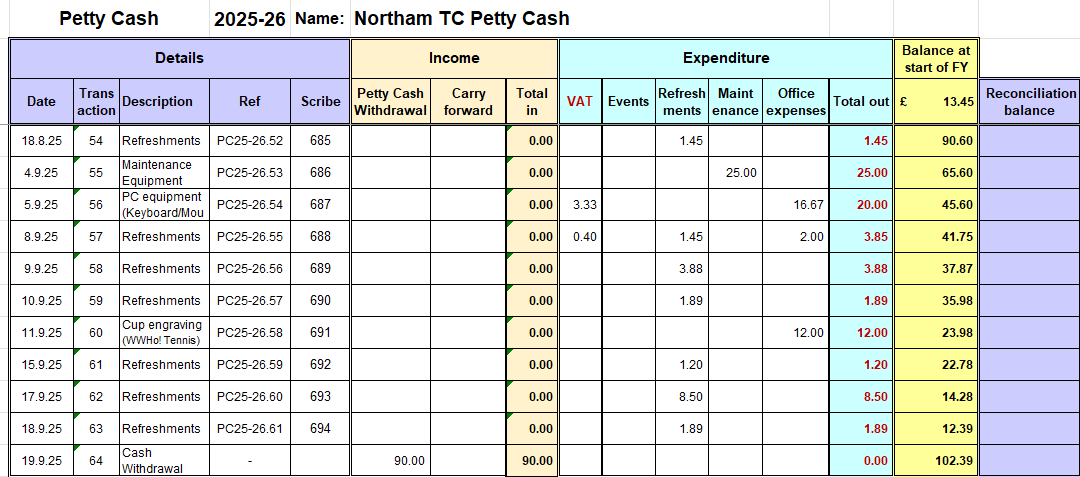 Petty Cash 2025-26 Name: Northam TC Petty Cash
Details Income Expenditure Balance at start of FY
Date Trans action Description Ref Scribe Petty Cash Withdrawal Carry forward Total in VAT Events Refresh ments Maint enance Office expenses Total out £ 13.45 Reconciliation balance
18.8.25 54 Refreshments PC25-26.52 685 0.00 1.45 1.45 90.60
4.9.25 55 Maintenance Equipment PC25-26.53 686 0.00 25.00 25.00 65.60
5.9.25 56 PC equipment (Keyboard/Mou PC25-26.54 687 0.00 3.33 16.67 20.00 45.60
8.9.25 57 Refreshments PC25-26.55 688 0.00 0.40 1.45 2.00 3.85 41.75
9.9.25 58 Refreshments PC25-26.56 689 0.00 3.88 3.88 37.87
10.9.25 59 Refreshments PC25-26.57 690 0.00 1.89 1.89 35.98
11.9.25 60 Cup engraving (WWHo! Tennis) PC25-26.58 691 0.00 12.00 12.00 23.98
15.9.25 61 Refreshments PC25-26.59 692 0.00 1.20 1.20 22.78
17.9.25 62 Refreshments PC25-26.60 693 0.00 8.50 8.50 14.28
18.9.25 63 Refreshments PC25-26.61 694 0.00 1.89 1.89 12.39
19.9.25 64 Cash Withdrawal - 90.00 90.00 0.00 102.39